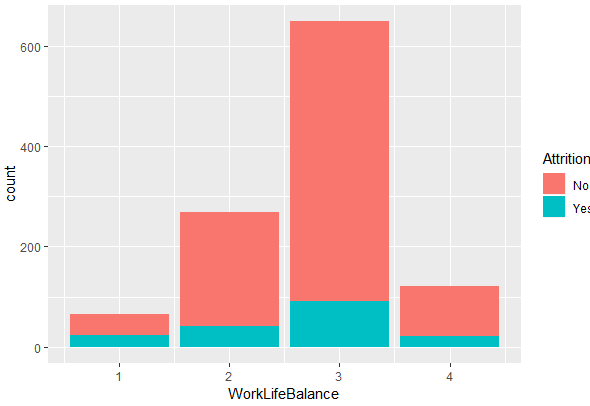 600
400
200
0
count
1 2 3 4
WorkLifeBalance
Attrition
No
Yes